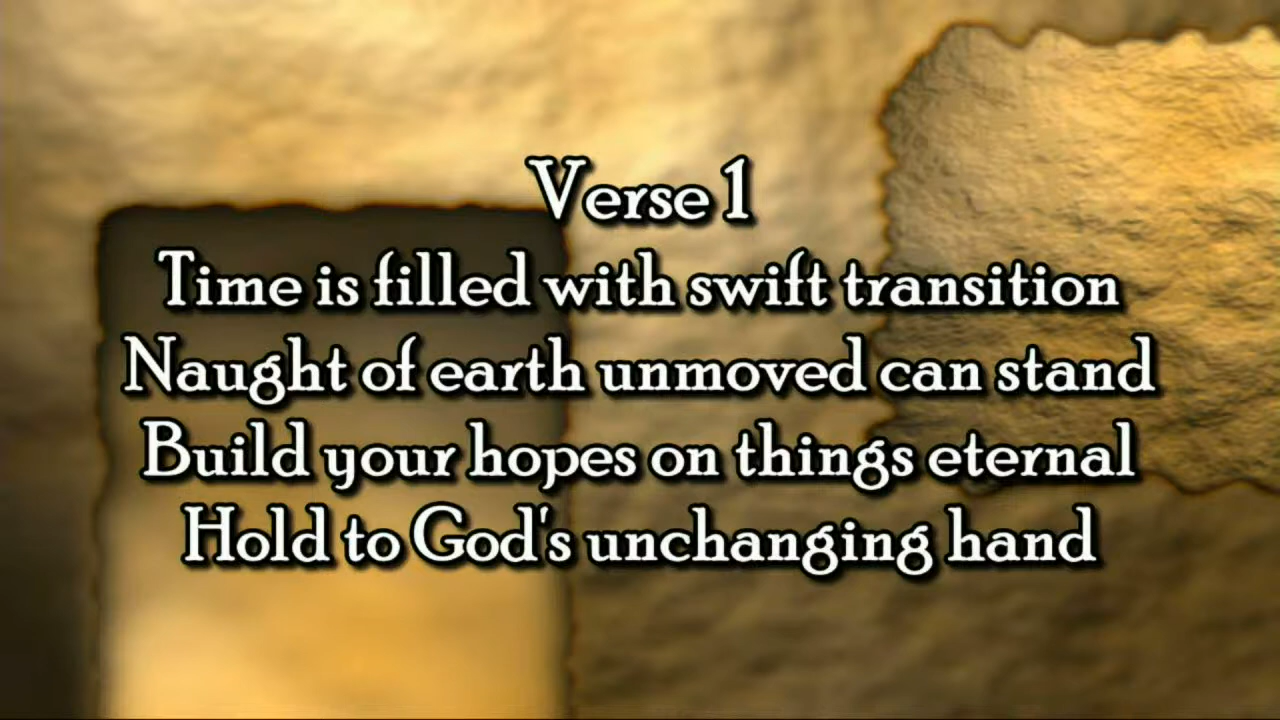 Verse 1
Time is filled with swift transition
Naught of earth unmoved can stand
Build your hopes on things eternal
Hold to God's unchanging hand